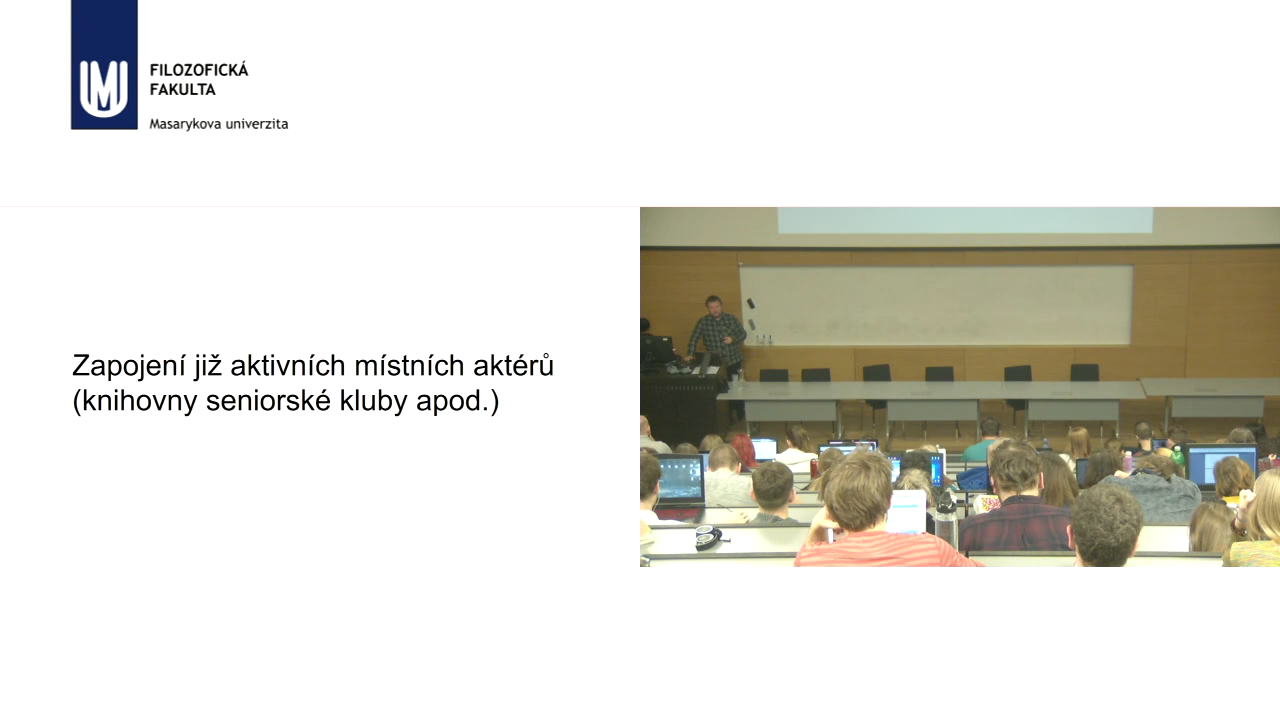 FILOZOFICKÁ
FAKULTA
Masarykova univerzita
Zapojení již aktivních místních aktérů
(knihovny seniorské kluby apod.)